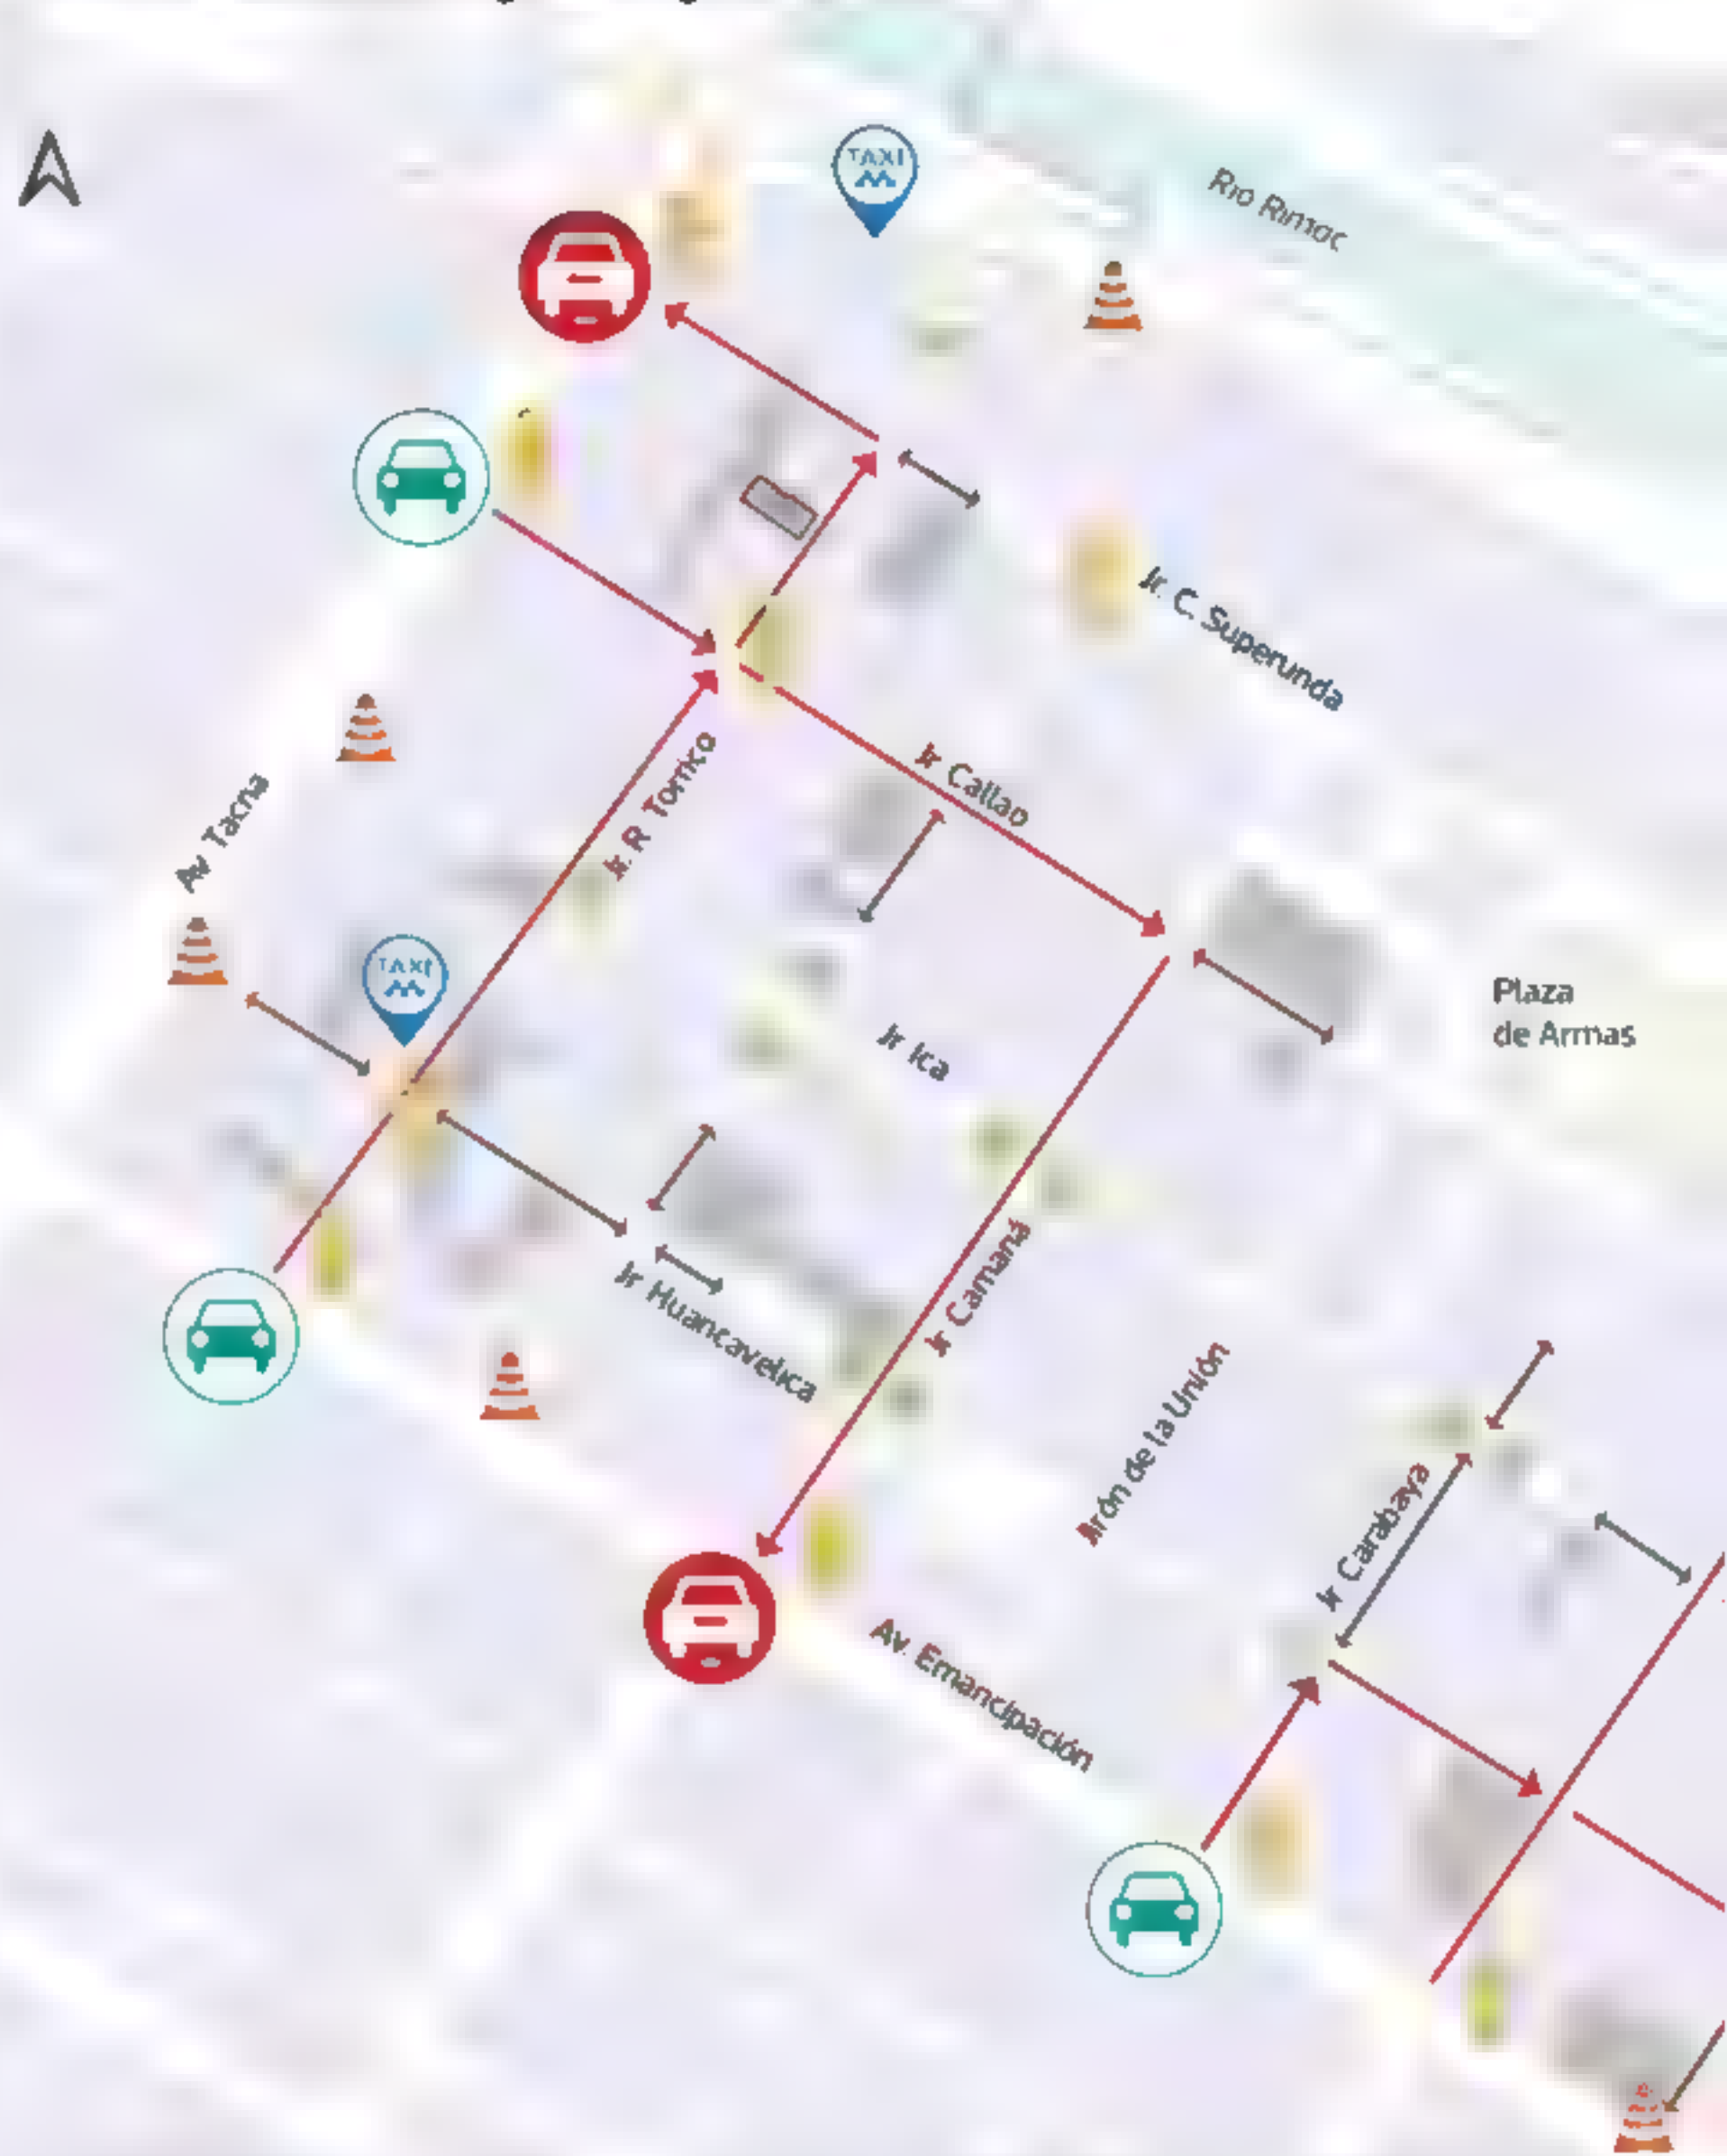 TAXI
Rio Rimac
Jr. C. Superunda
Jr Callao
Jr. R Torrico
Av Tacna
TAXI
Plaza
de Armas
Jr Ica
Jr Camaná
Jr Huancavelica
Jirón de la Unión
Jr Carabaya
Av. Emancipación